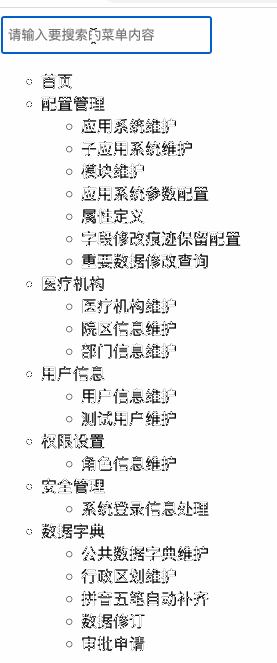 请输入要搜索的菜单内容
首页
配置管理
应用系统维护
子应用系统维护
模块维护
应用系统参数配置
属性定义
字段修改痕迹保留配置
重要数据修改查询
医疗机构
医疗机构维护
院区信息维护
部门信息维护
用户信息
用户信息维护
测试用户维护
权限设置
角色信息维护
安全管理
系统登录信息处理
数据字典
公共数据字典维护
行政区划维护
拼音五笔自动补齐
数据修订
审批申请